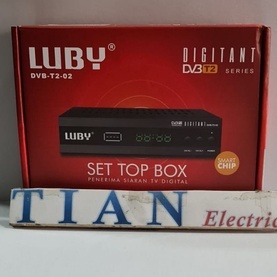 LUBY®
DVB-T2-02
DIGITANT
DVB T2 SERIES
DIGITANT
LUBY
SET TOP BOX
PENERIMA SIARAN TV DIGITAL
SMART
CHIP
TIAN Electric